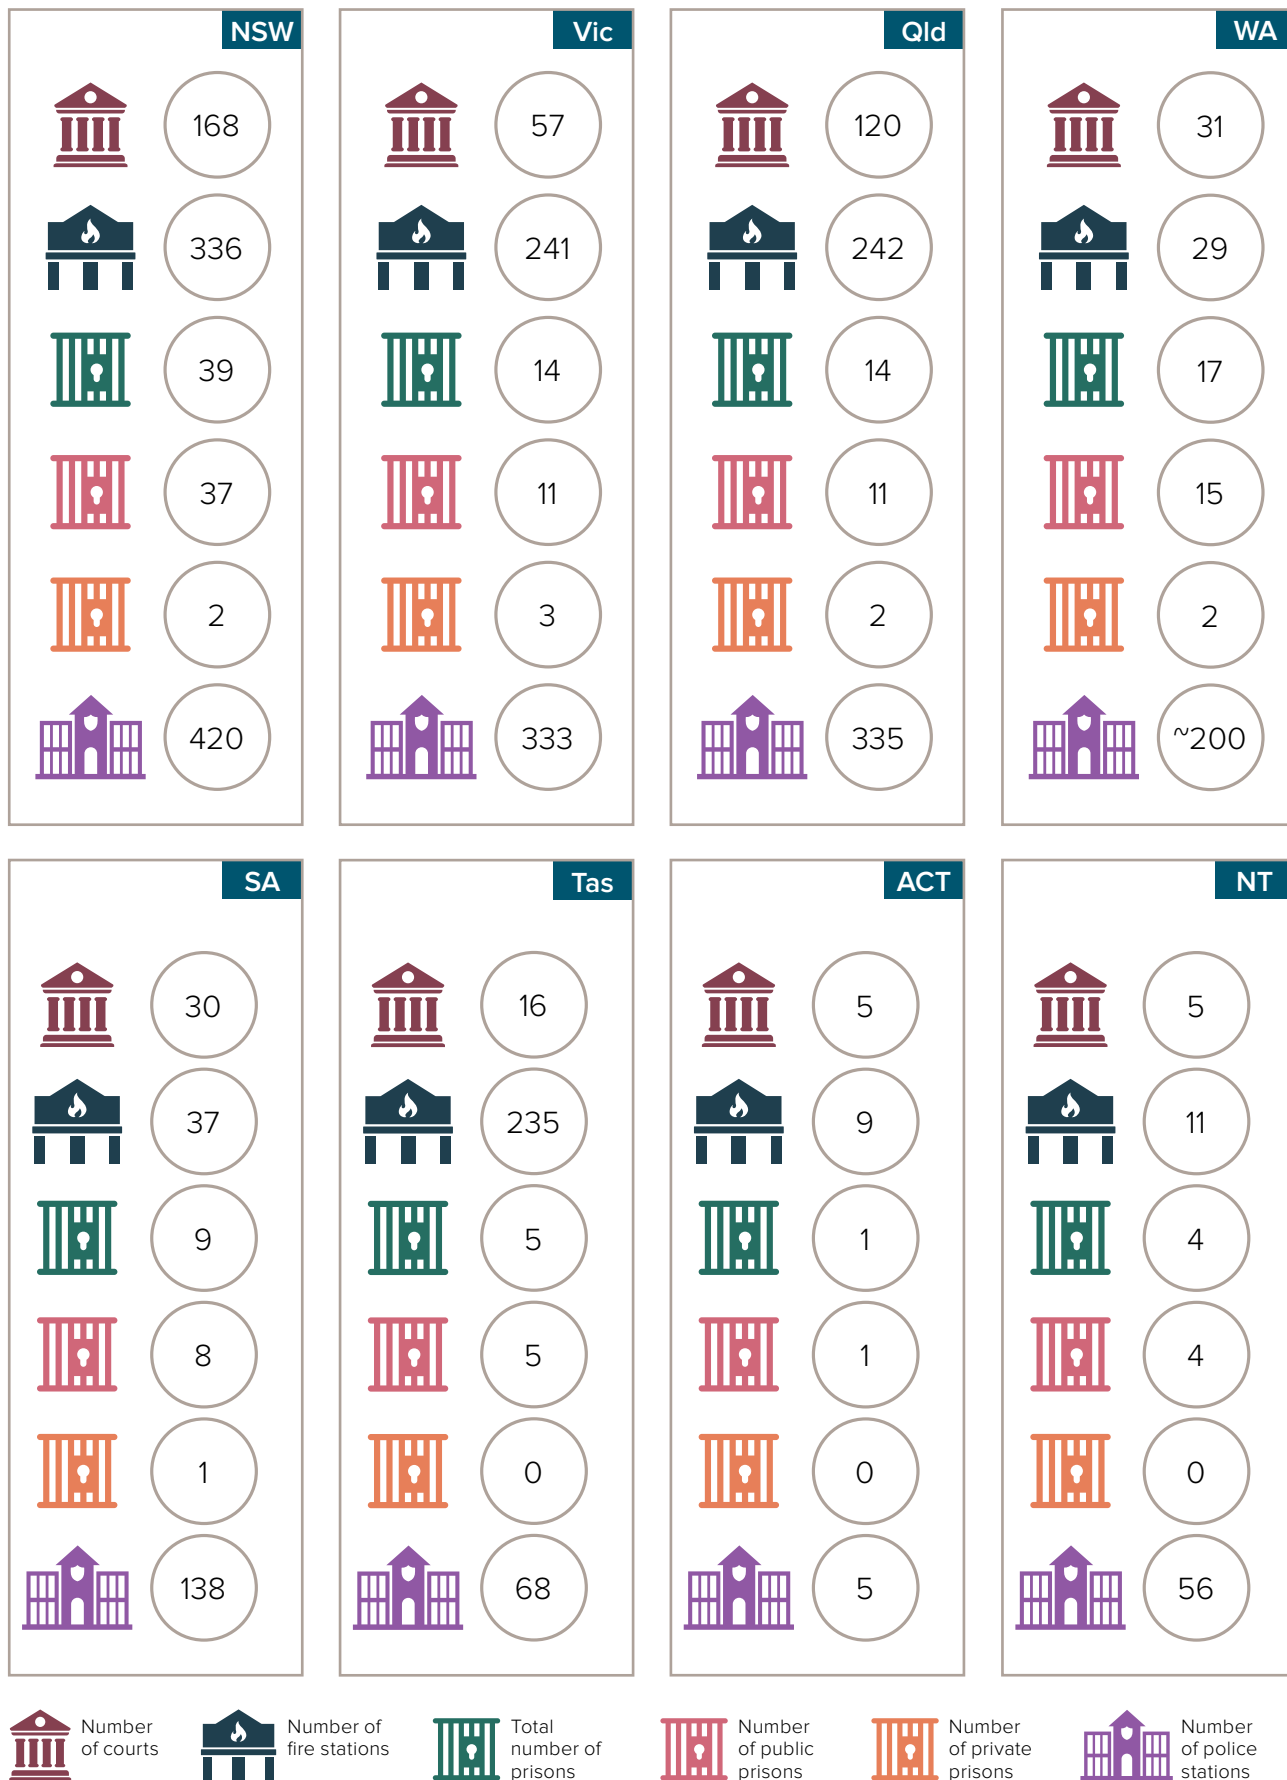 NSW
168
336
39
37
2
420
Vic
57
241
14
11
3
333
Qld
120
242
14
11
2
335
WA
31
29
17
15
2
~200
SA
30
37
9
8
1
138
Tas
16
235
5
5
0
68
ACT
5
9
1
1
0
5
NT
5
11
4
4
0
56
Number
of courts
Number of
fire stations
Total
number of
prisons
Number
of public
prisons
Number
of private
prisons
Number
of police
stations